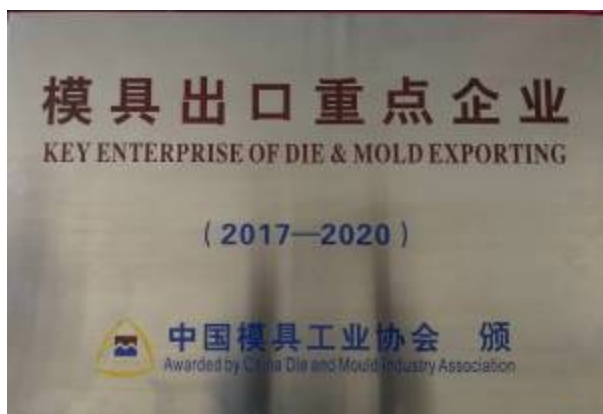 模具出口重点企业
KEY ENTERPRISE OF DIE & MOLD EXPORTING
(2017—2020)
中国模具工业协会 颁
Awarded by China Die and Mould Industry Association